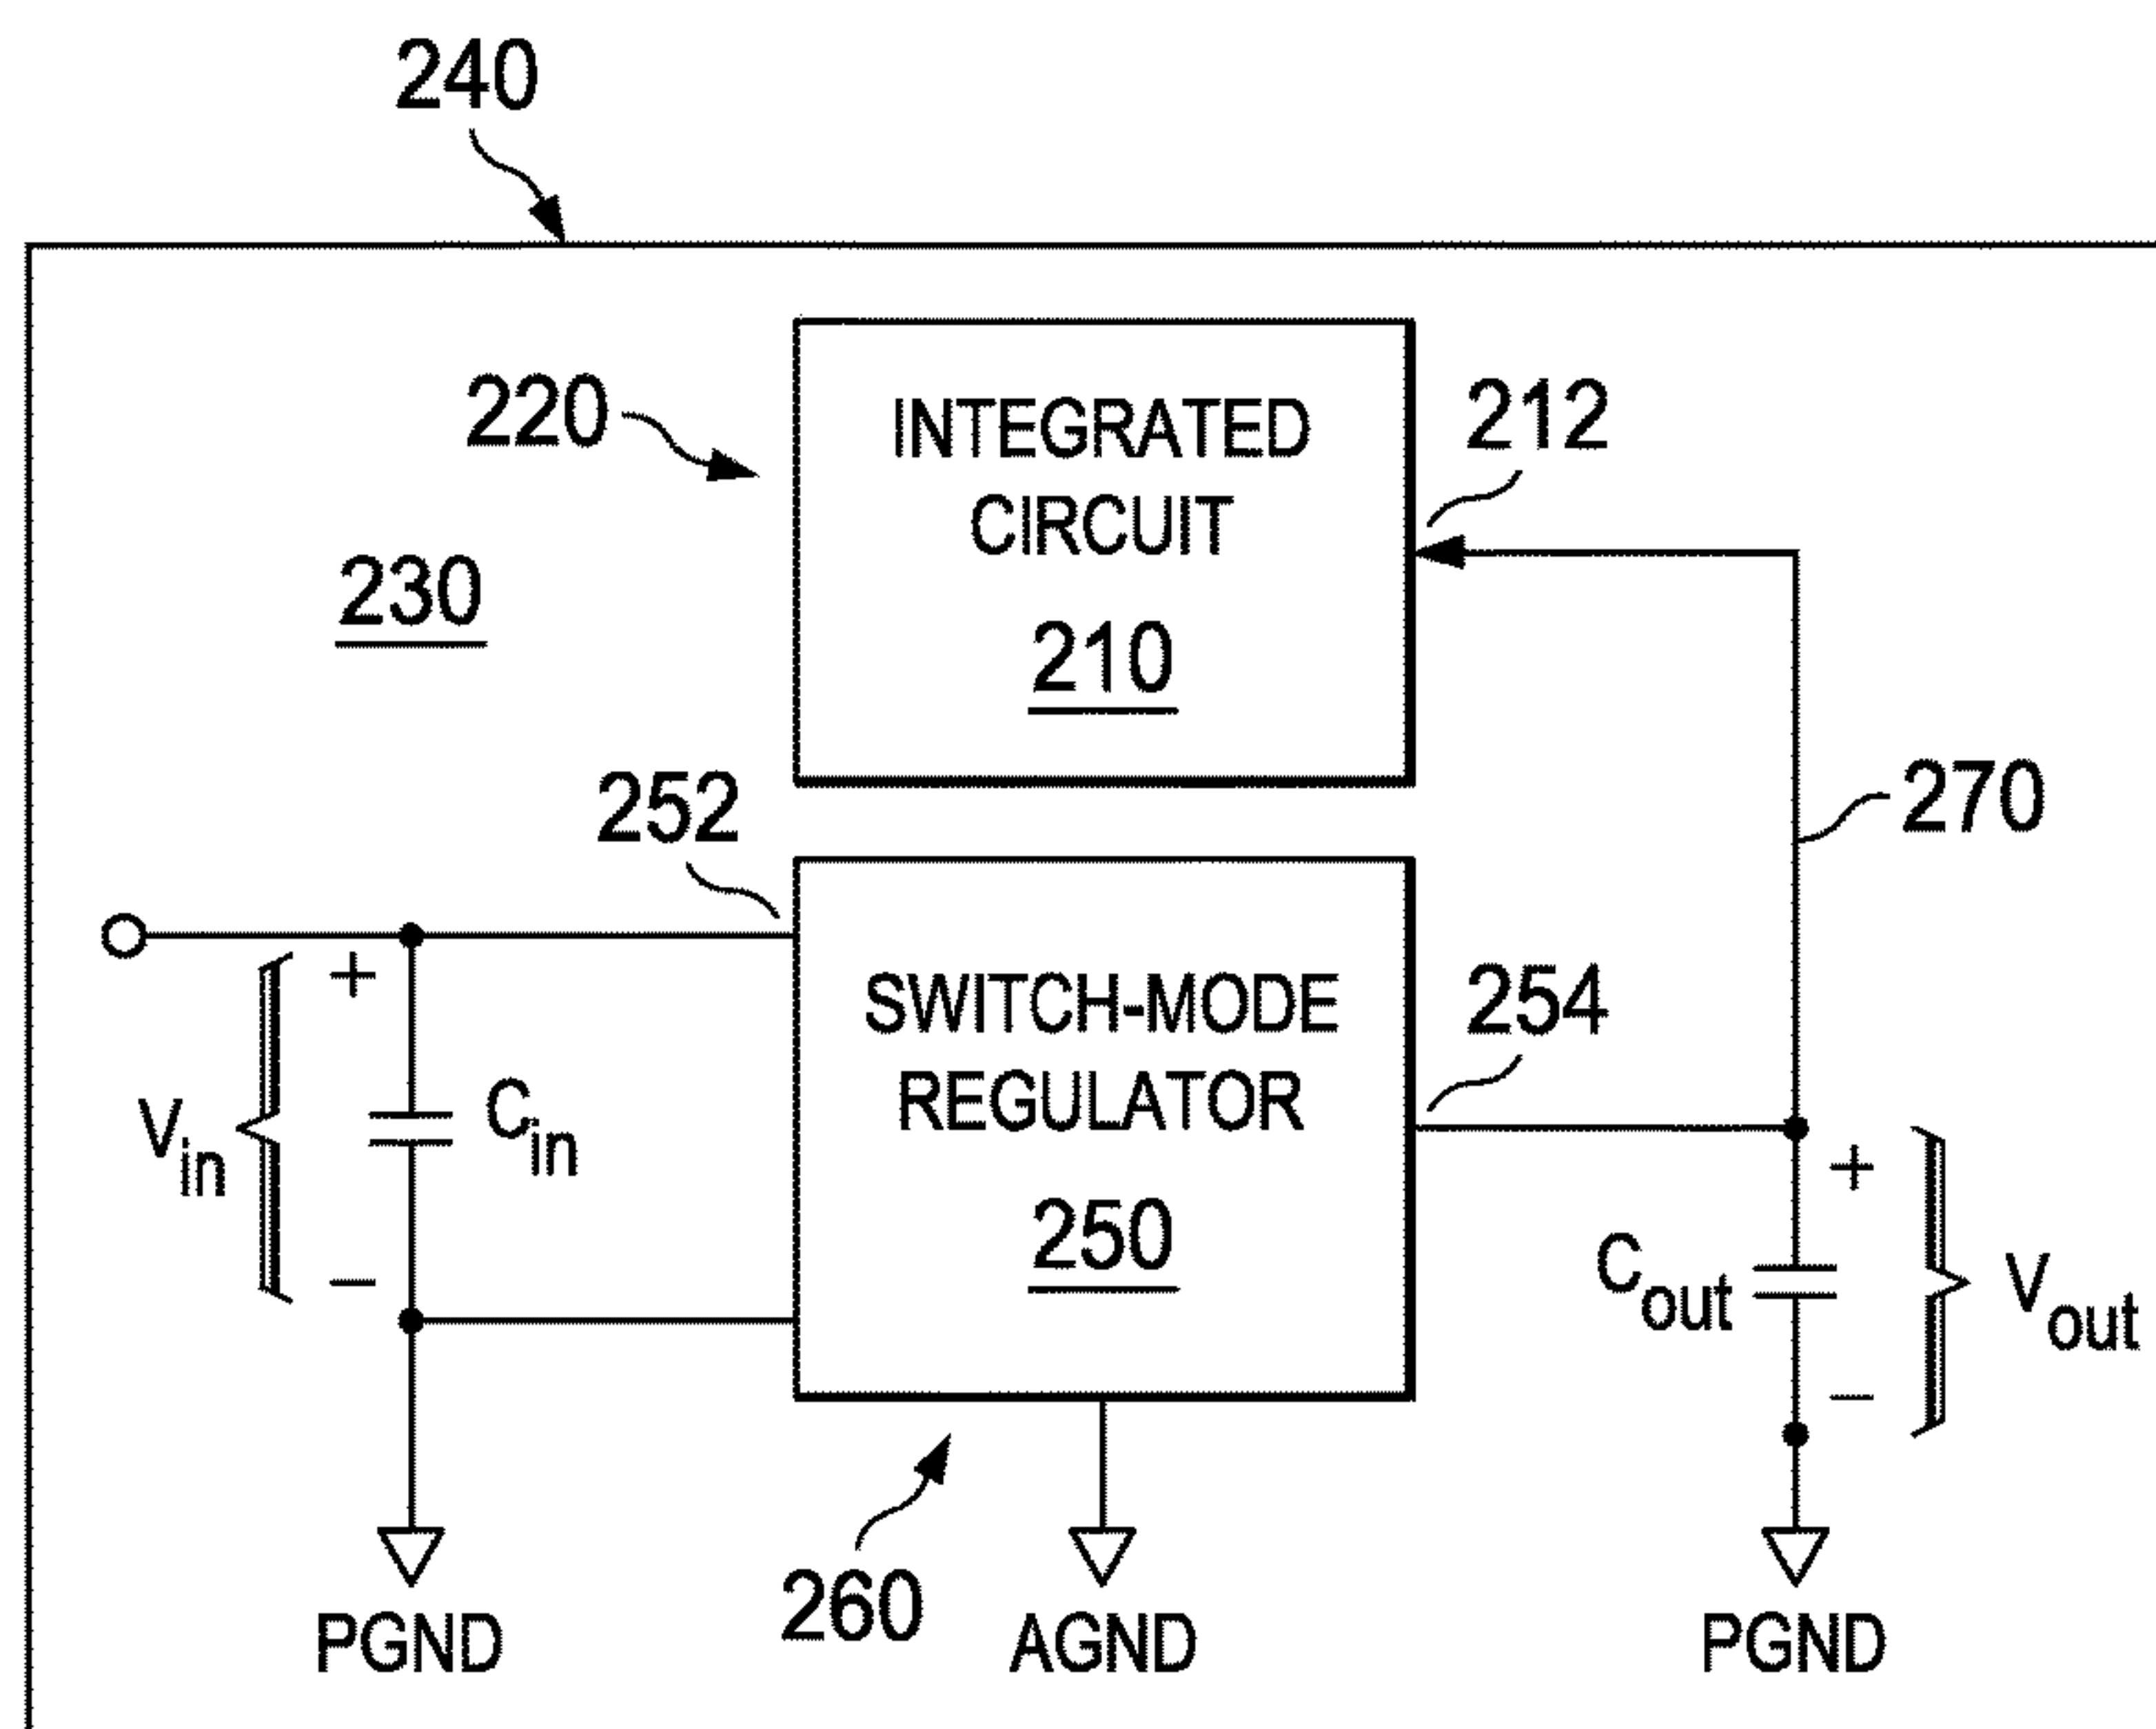 240
220
INTEGRATED
CIRCUIT
210
212
230
252
270
SWITCH-MODE
REGULATOR
250
254
+
Vin
Cin
−
+
Cout
Vout
−
260
PGND
AGND
PGND